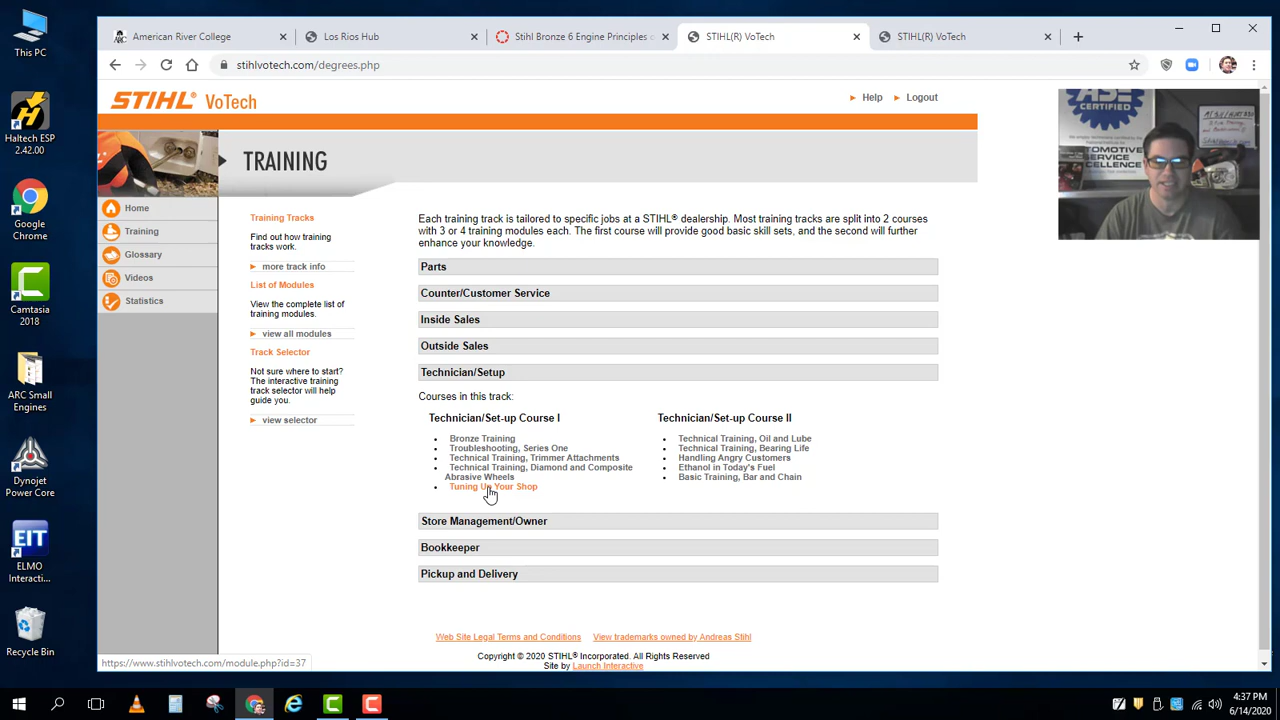 This PC
Haltech ESP
2.42.00
Google
Chrome
Camtasia
2018
ARC Small
Engines
Dynojet
Power Core
EIT
ELMO
Interacti...
Recycle Bin
American River College
Los Rios Hub
Stihl Bronze 6 Engine Principles o
STIHL(R) VoTech
STIHL(R) VoTech
stihlvotech.com/degrees.php
STIHL® VoTech
Help
Logout
TRAINING
Home
Training
Glossary
Videos
Statistics
Training Tracks
Find out how training
tracks work.
more track info
List of Modules
View the complete list of
training modules.
view all modules
Track Selector
Not sure where to start?
The interactive training
track selector will help
guide you.
view selector
Each training track is tailored to specific jobs at a STIHL® dealership. Most training tracks are split into 2 courses
with 3 or 4 training modules each. The first course will provide good basic skill sets, and the second will further
enhance your knowledge.
Parts
Counter/Customer Service
Inside Sales
Outside Sales
Technician/Setup
Courses in this track:
Technician/Set-up Course I
Bronze Training
Troubleshooting, Series One
Technical Training, Trimmer Attachments
Technical Training, Diamond and Composite
Abrasive Wheels
Tuning Up Your Shop
Technician/Set-up Course II
Technical Training, Oil and Lube
Technical Training, Bearing Life
Handling Angry Customers
Ethanol in Today's Fuel
Basic Training, Bar and Chain
Store Management/Owner
Bookkeeper
Pickup and Delivery
Web Site Legal Terms and Conditions
View trademarks owned by Andreas Stihl
Copyright © 2020 STIHL® Incorporated. All Rights Reserved
Site by Launch Interactive
https://www.stihlvotech.com/module.php?id=37
ASE
CERTIFIED
AUTOMOTIVE
SERVICE
EXCELLENCE
4:37 PM
6/14/2020